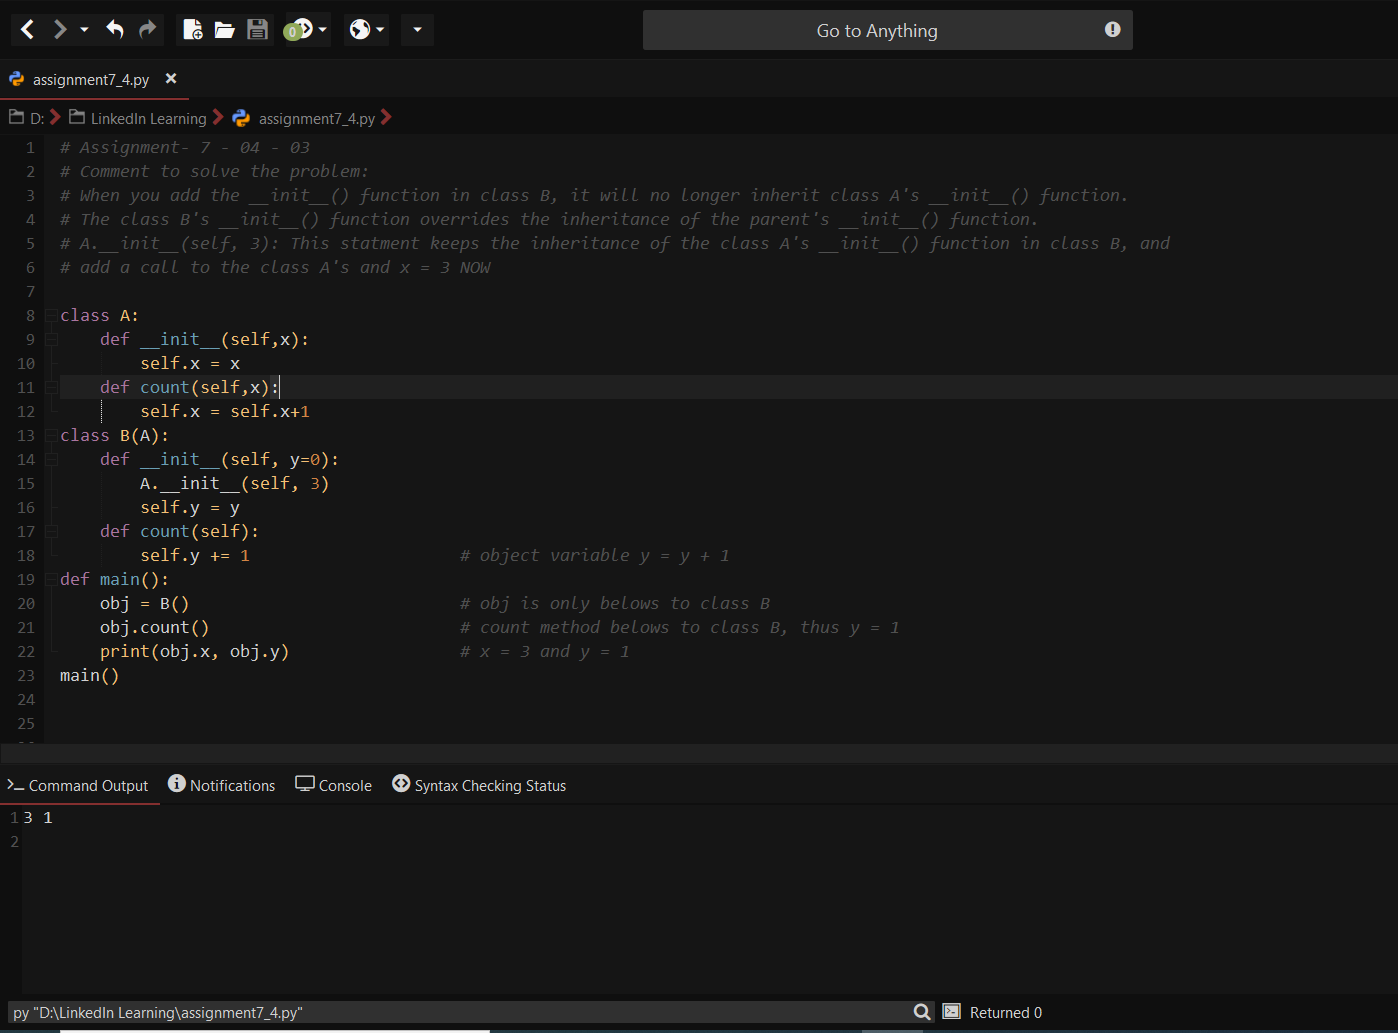 Go to Anything
0
assignment7_4.py
D: LinkedIn Learning assignment7_4.py
1 # Assignment- 7 - 04 - 03
2 # Comment to solve the problem:
3 # When you add the __init__() function in class B, it will no longer inherit class A's __init__() function.
4 # The class B's __init__() function overrides the inheritance of the parent's __init__() function.
5 # A.__init__(self, 3): This statment keeps the inheritance of the class A's __init__() function in class B, and
6 # add a call to the class A's and x = 3 NOW
7
8 class A:
9     def __init__(self,x):
10         self.x = x
11     def count(self,x):
12         self.x = self.x+1
13 class B(A):
14     def __init__(self, y=0):
15         A.__init__(self, 3)
16         self.y = y
17     def count(self):
18         self.y += 1                     # object variable y = y + 1
19 def main():
20     obj = B()                           # obj is only belows to class B
21     obj.count()                         # count method belows to class B, thus y = 1
22     print(obj.x, obj.y)                 # x = 3 and y = 1
23 main()
24
25
Command Output Notifications Console Syntax Checking Status
1 3 1
2
py "D:\LinkedIn Learning\assignment7_4.py" Returned 0